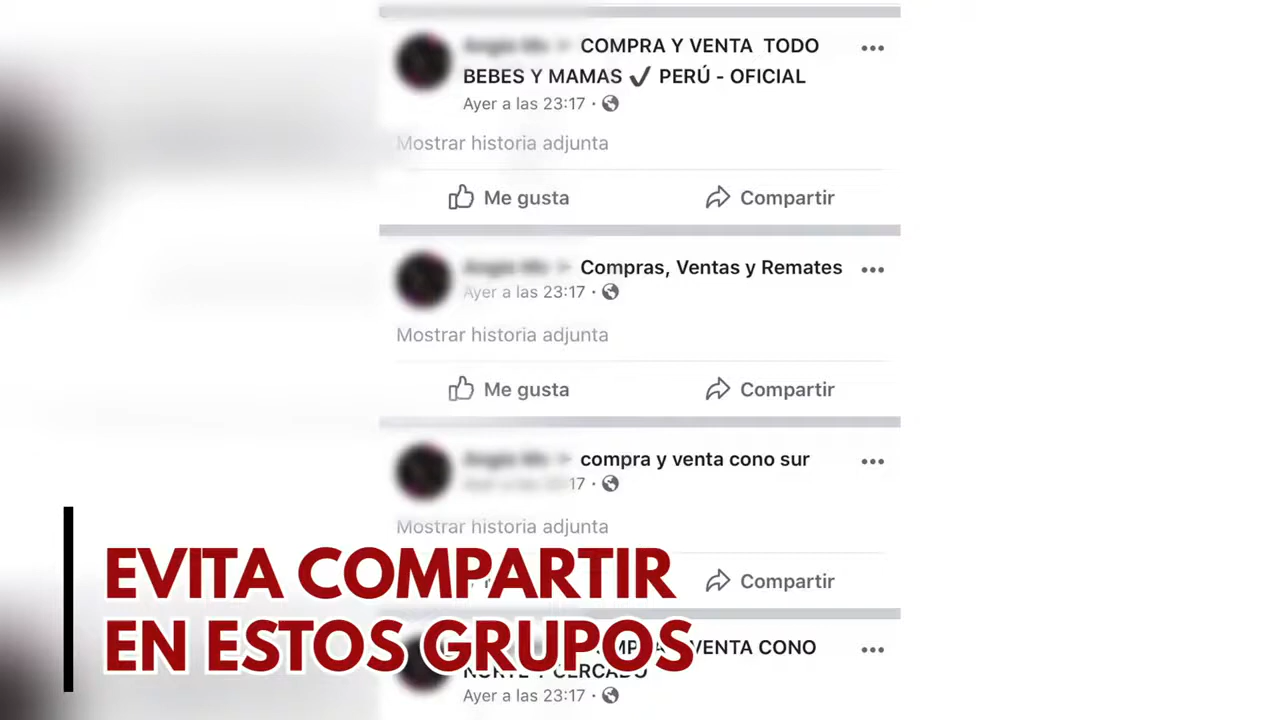 COMPRA Y VENTA TODO
BEBES Y MAMAS ✔ PERÚ - OFICIAL
Ayer a las 23:17
Mostrar historia adjunta
Me gusta
Compartir
Compras, Ventas y Remates
Ayer a las 23:17
Mostrar historia adjunta
Me gusta
Compartir
compra y venta cono sur
17
Mostrar historia adjunta
Compartir
EVITA COMPARTIR
EN ESTOS GRUPOS
VENTA CONO
Ayer a las 23:17